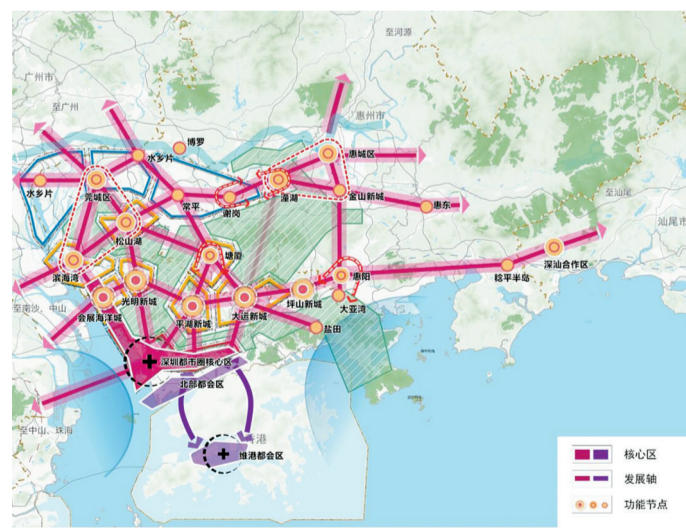 至河源
广州市
至广州
惠州市
博罗
水乡片
惠城区
水乡片
莞城区
潼湖
金山新城
常平
谢岗
惠东
至汕尾
松山湖
汕尾市
塘厦
深汕合作区
滨海湾
惠阳
稔平半岛
光明新城
坪山新城
大亚湾
至南沙、中山
会展海洋城
平湖新城
大运新城
盐田
深圳都市圈核心区
北部都会区
至中山、珠海
香港
维港都会区
核心区
发展轴
功能节点